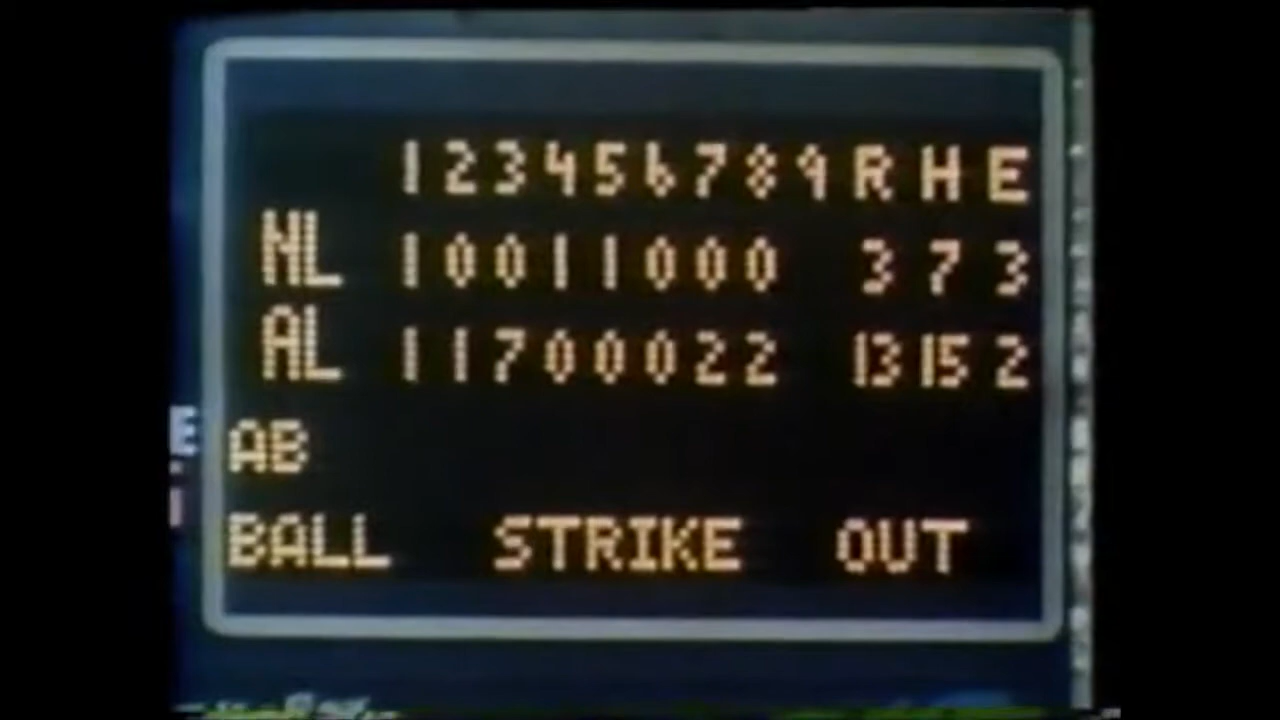 1 2 3 4 5 6 7 8 9 R H E
NL 1 0 0 1 1 0 0 0 3 7 3
AL 1 1 7 0 0 0 2 2 13 15 2
AB
BALL STRIKE OUT